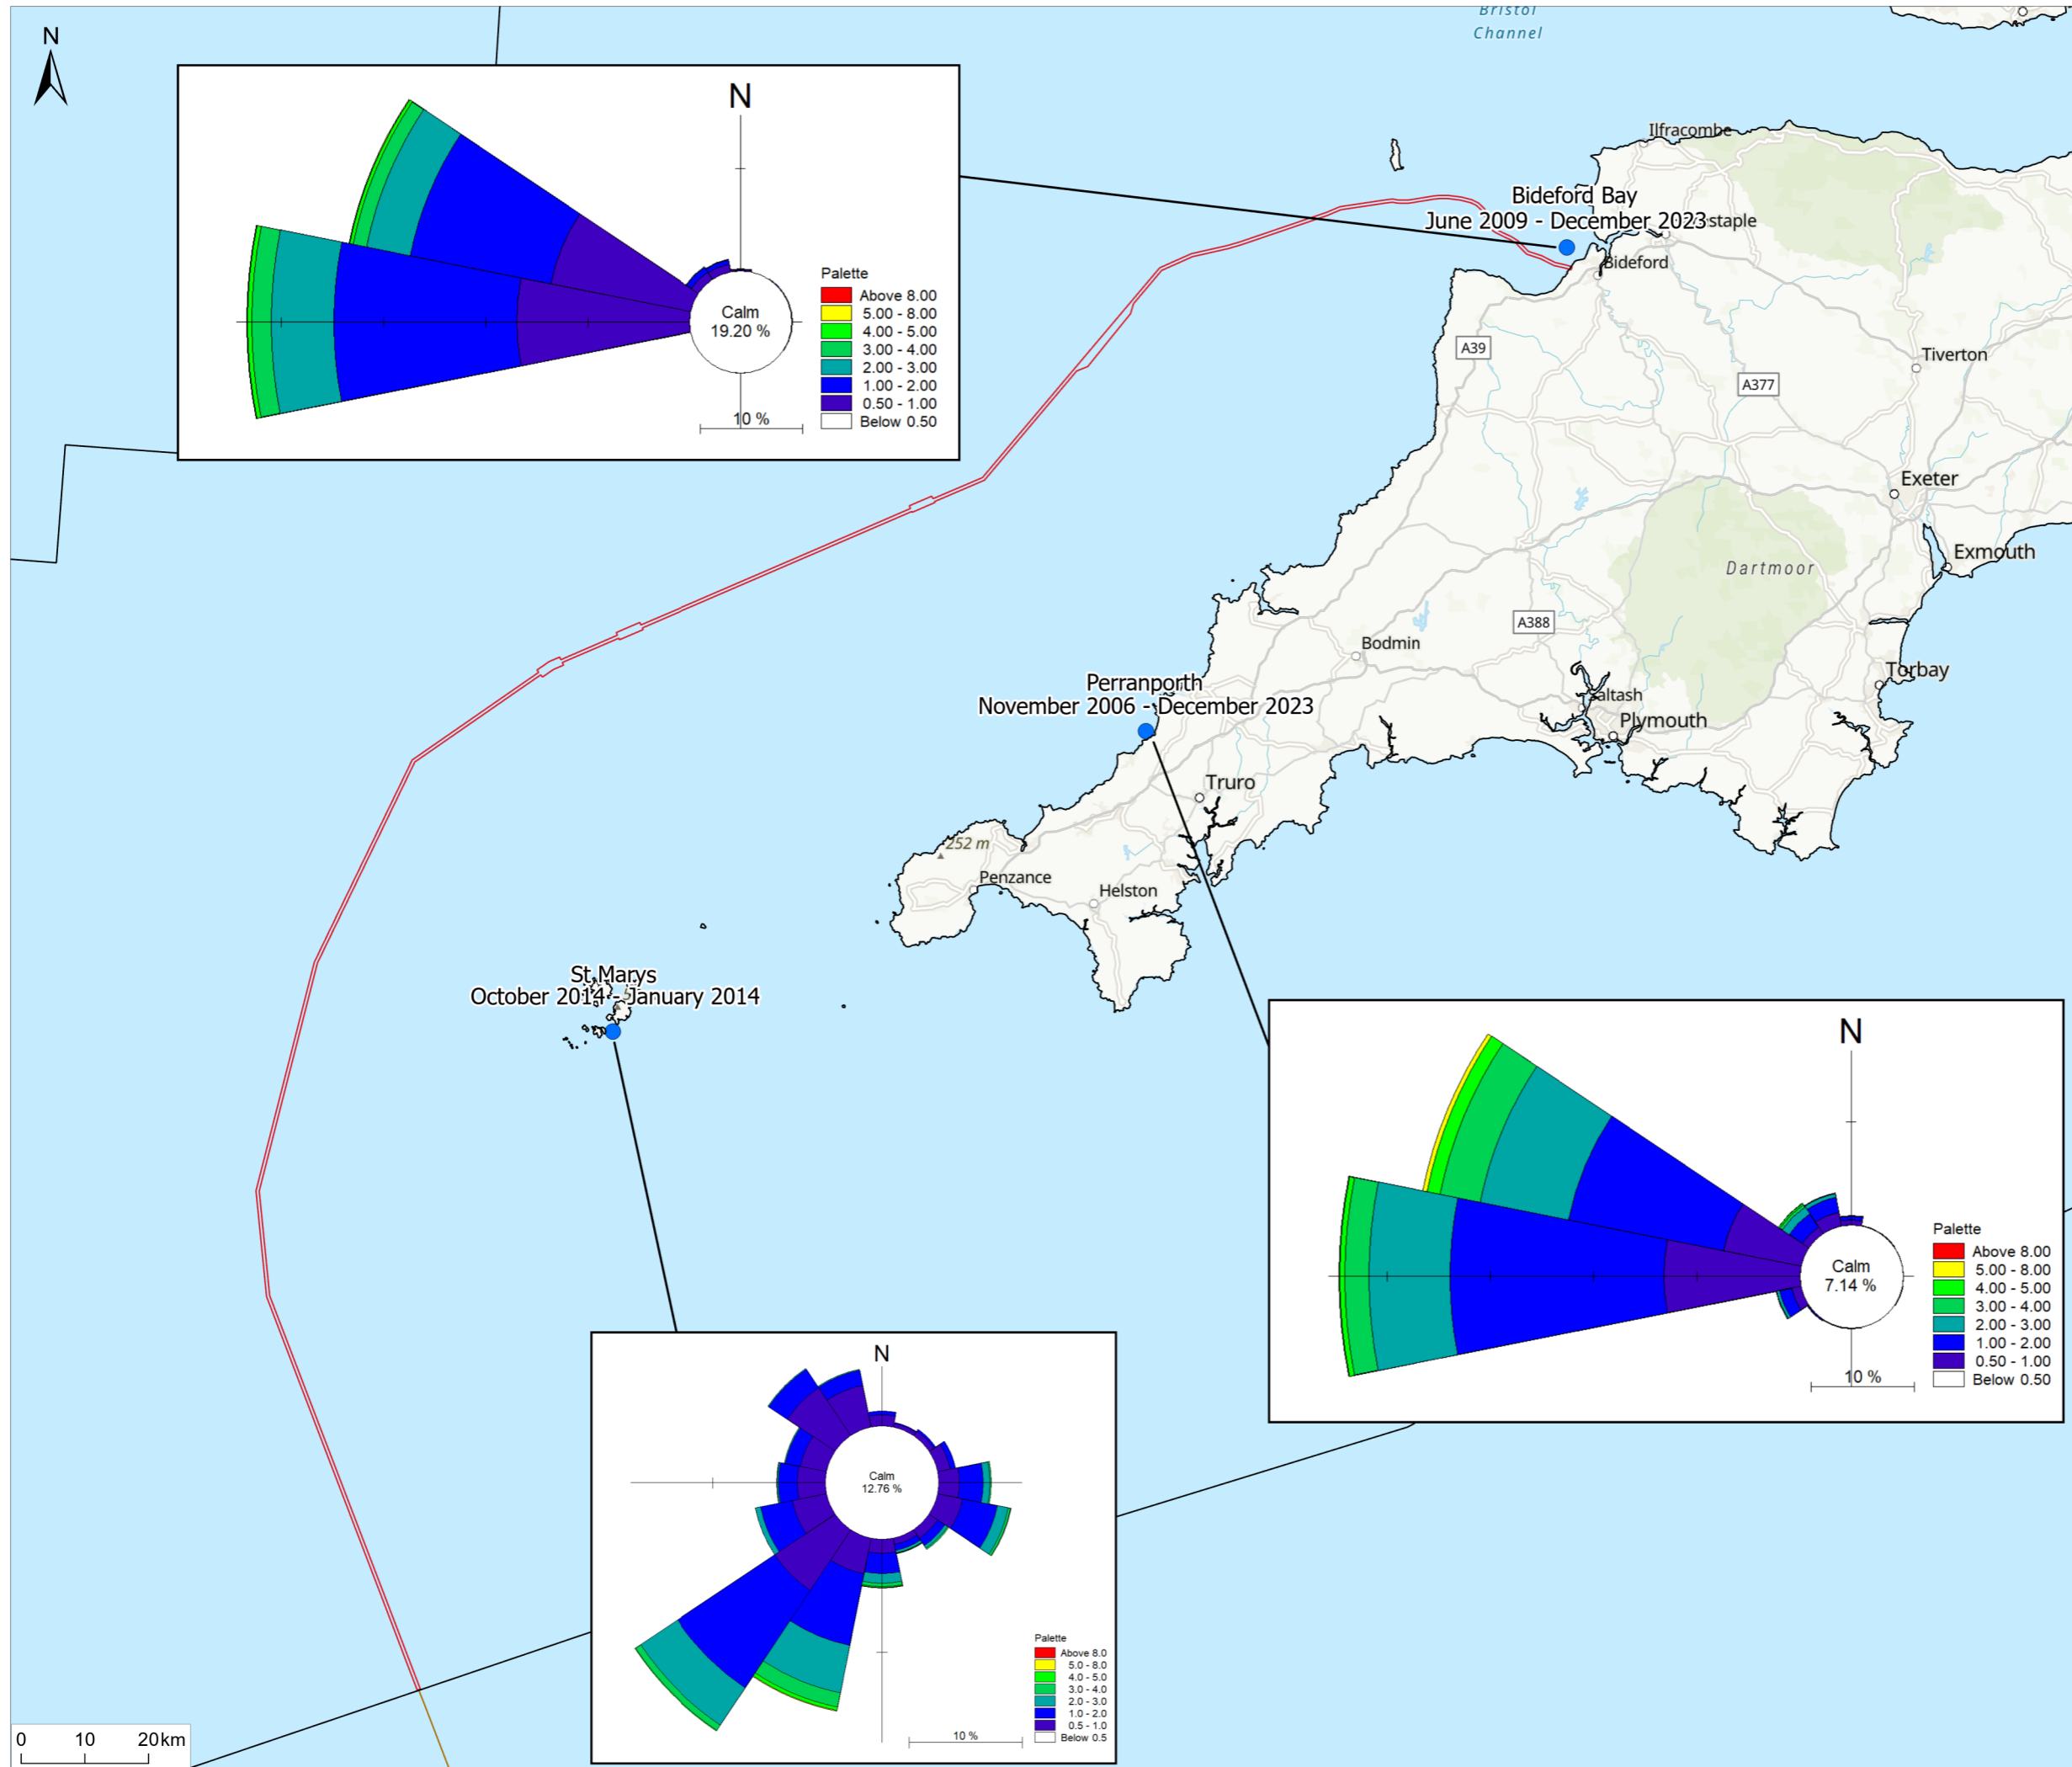 Bristol
Channel
N
N
Calm
19.20 %
10 %
Palette
Above 8.00
5.00 - 8.00
4.00 - 5.00
3.00 - 4.00
2.00 - 3.00
1.00 - 2.00
0.50 - 1.00
Below 0.50
Ilfracombe
Bideford Bay
June 2009 - December 2023
staple
Bideford
A39
Tiverton
A377
Exeter
Exmouth
Dartmoor
A388
Bodmin
Torbay
Perranporth
November 2006 - December 2023
altash
Plymouth
Truro
252 m
Penzance
Helston
St Marys
October 2014 - January 2014
N
Calm
7.14 %
10 %
Palette
Above 8.00
5.00 - 8.00
4.00 - 5.00
3.00 - 4.00
2.00 - 3.00
1.00 - 2.00
0.50 - 1.00
Below 0.50
N
Calm
12.76 %
10 %
Palette
Above 8.0
5.0 - 8.0
4.0 - 5.0
3.0 - 4.0
2.0 - 3.0
1.0 - 2.0
0.5 - 1.0
Below 0.5
0 10 20km